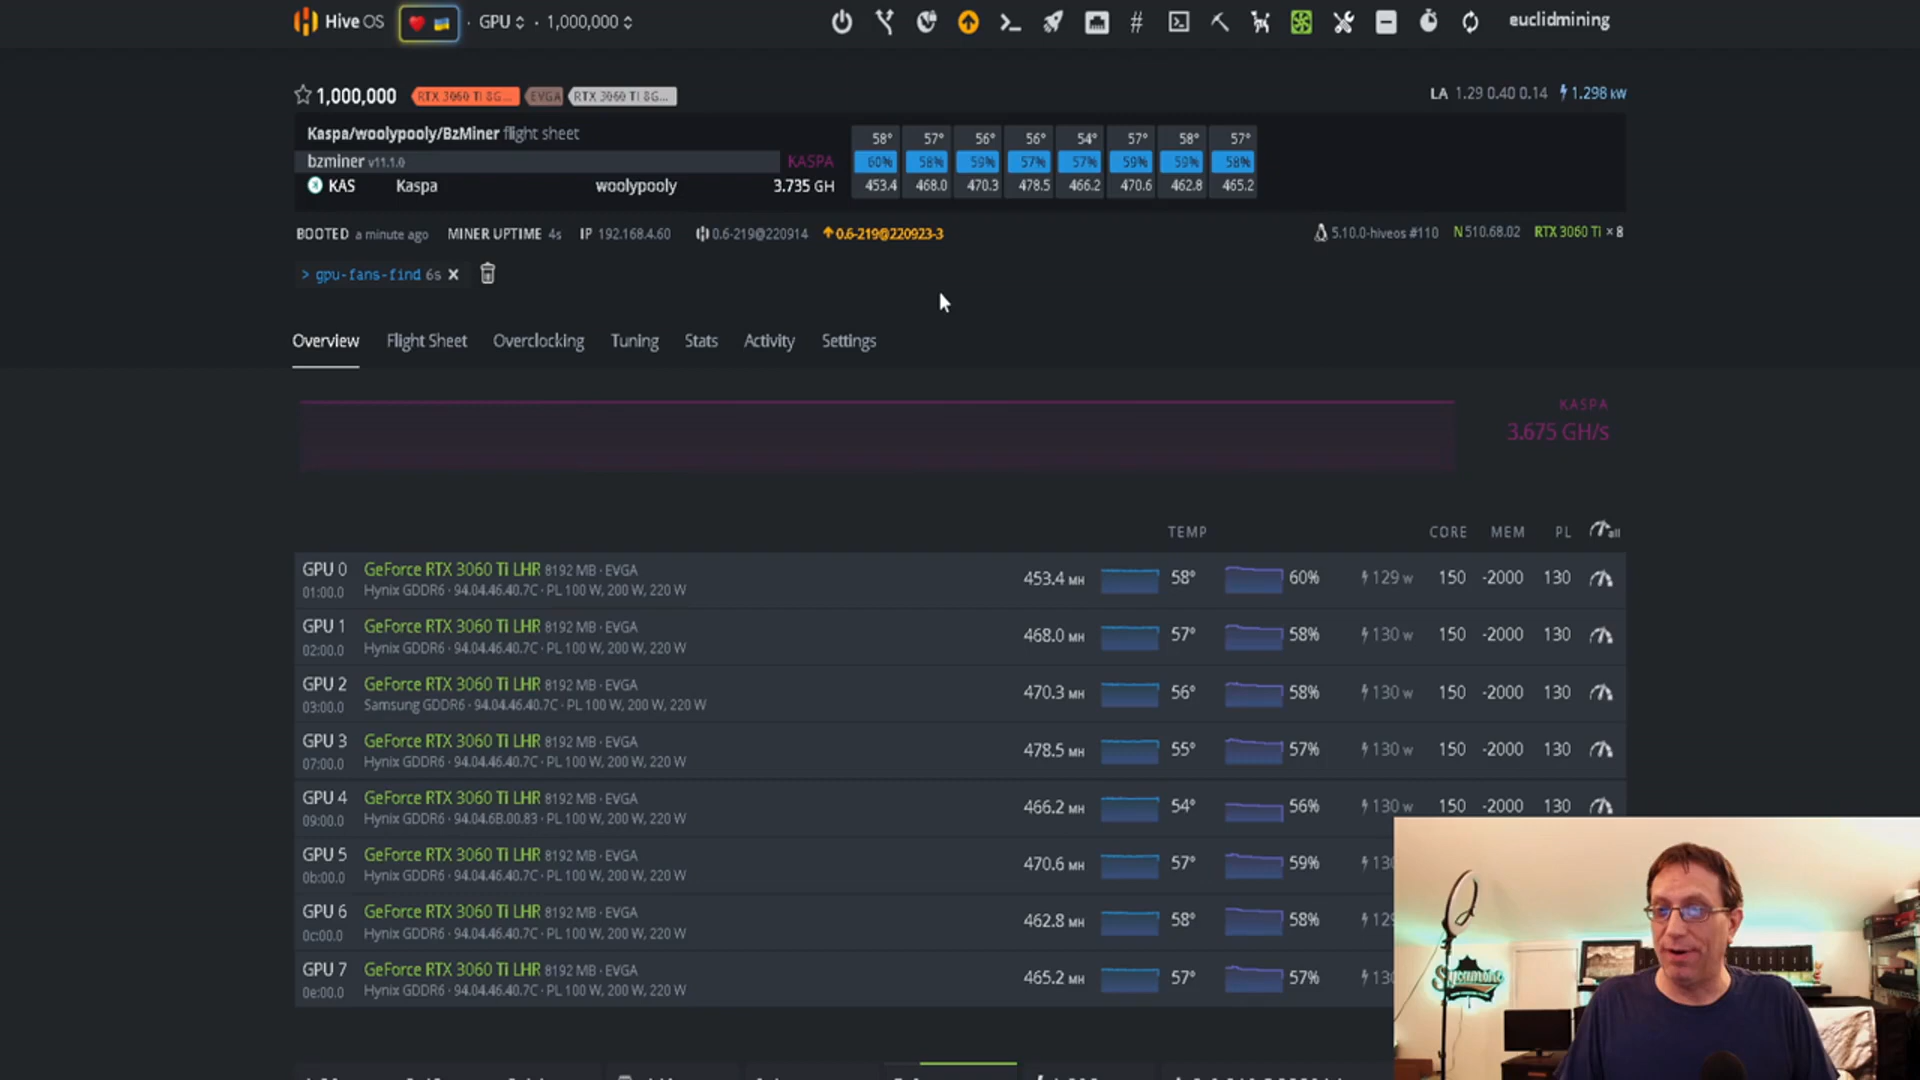 Hive OS GPU · 1,000,000 # euclidmining
1,000,000 RTX 3060 TI 8G... EVGA RTX 3060 TI 8G... LA 1.29 0.40 0.14 1.298 kW
Kaspa/woolypooly/BzMiner flight sheet 58° 57° 56° 56° 54° 57° 58° 57°
bzminer v11.1.0 KASPA 60% 58% 59% 57% 57% 59% 59% 58%
KAS Kaspa woolypooly 3.735 GH 453.4 468.0 470.3 478.5 466.2 470.6 462.8 465.2
BOOTED a minute ago MINER UPTIME 4s IP 192.168.4.60 0.6-219@220914 0.6-219@220923-3 5.10.0-hiveos #110 N 510.68.02 RTX 3060 Ti × 8
> gpu-fans-find 6s ×
Overview Flight Sheet Overclocking Tuning Stats Activity Settings
KASPA
3.675 GH/s
TEMP CORE MEM PL all
GPU 0 GeForce RTX 3060 Ti LHR 8192 MB · EVGA 453.4 MH 58° 60% 129 W 150 -2000 130
01:00.0 Hynix GDDR6 · 94.04.46.40.7C · PL 100 W, 200 W, 220 W
GPU 1 GeForce RTX 3060 Ti LHR 8192 MB · EVGA 468.0 MH 57° 58% 130 W 150 -2000 130
02:00.0 Hynix GDDR6 · 94.04.46.40.7C · PL 100 W, 200 W, 220 W
GPU 2 GeForce RTX 3060 Ti LHR 8192 MB · EVGA 470.3 MH 56° 58% 130 W 150 -2000 130
03:00.0 Samsung GDDR6 · 94.04.46.40.7C · PL 100 W, 200 W, 220 W
GPU 3 GeForce RTX 3060 Ti LHR 8192 MB · EVGA 478.5 MH 55° 57% 130 W 150 -2000 130
07:00.0 Hynix GDDR6 · 94.04.46.40.7C · PL 100 W, 200 W, 220 W
GPU 4 GeForce RTX 3060 Ti LHR 8192 MB · EVGA 466.2 MH 54° 56% 130 W 150 -2000 130
09:00.0 Hynix GDDR6 · 94.04.6B.00.83 · PL 100 W, 200 W, 220 W
GPU 5 GeForce RTX 3060 Ti LHR 8192 MB · EVGA 470.6 MH 57° 59% 130
0b:00.0 Hynix GDDR6 · 94.04.46.40.7C · PL 100 W, 200 W, 220 W
GPU 6 GeForce RTX 3060 Ti LHR 8192 MB · EVGA 462.8 MH 58° 58% 129
0c:00.0 Hynix GDDR6 · 94.04.46.40.7C · PL 100 W, 200 W, 220 W
GPU 7 GeForce RTX 3060 Ti LHR 8192 MB · EVGA 465.2 MH 57° 57% 130
0e:00.0 Hynix GDDR6 · 94.04.46.40.7C · PL 100 W, 200 W, 220 W